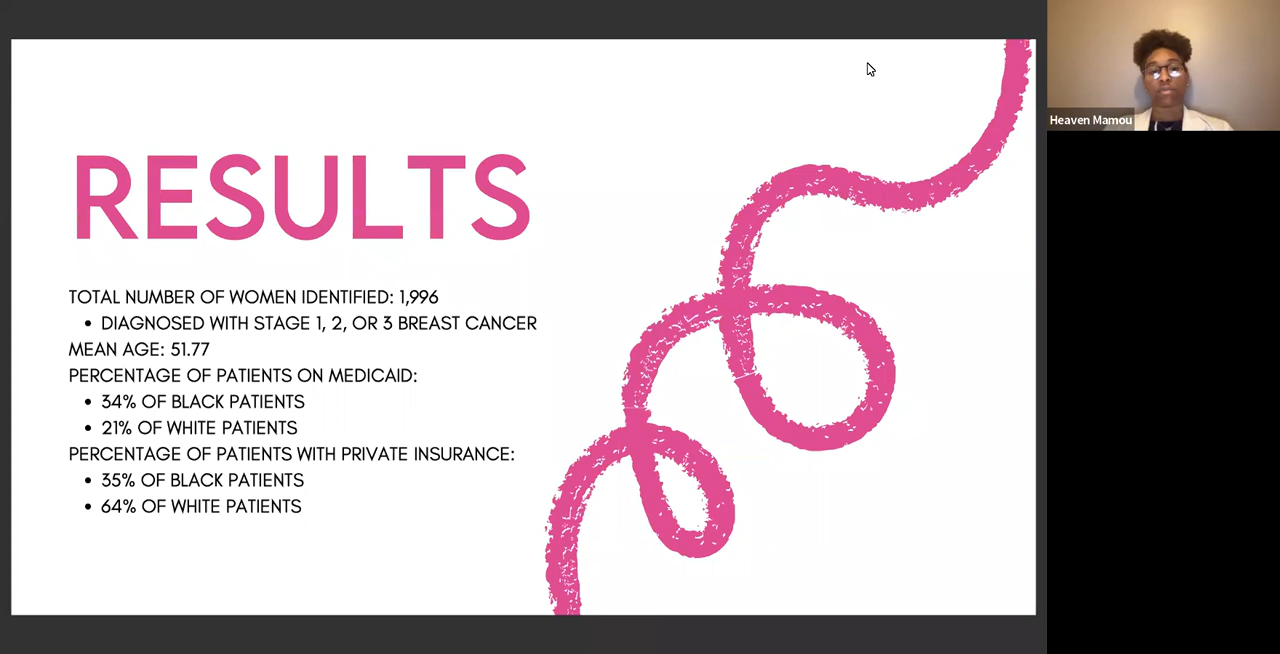 RESULTS
TOTAL NUMBER OF WOMEN IDENTIFIED: 1,996
• DIAGNOSED WITH STAGE 1, 2, OR 3 BREAST CANCER
MEAN AGE: 51.77
PERCENTAGE OF PATIENTS ON MEDICAID:
• 34% OF BLACK PATIENTS
• 21% OF WHITE PATIENTS
PERCENTAGE OF PATIENTS WITH PRIVATE INSURANCE:
• 35% OF BLACK PATIENTS
• 64% OF WHITE PATIENTS
Heaven Mamou